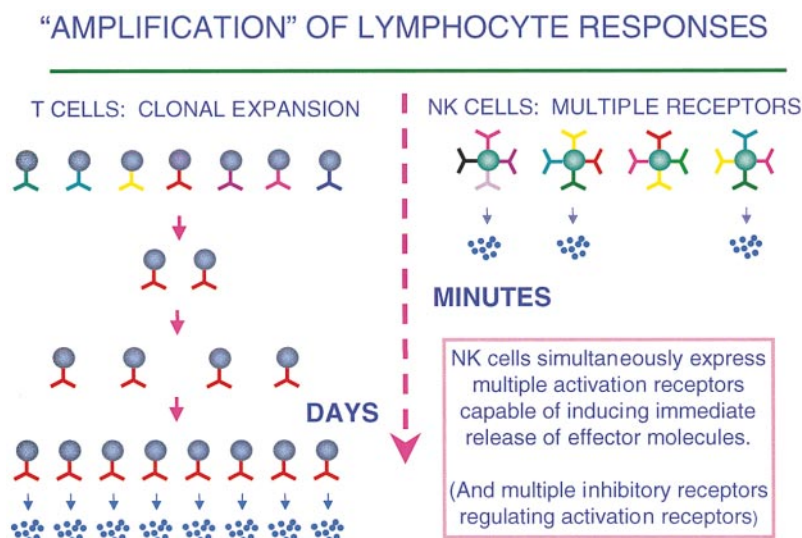 “AMPLIFICATION” OF LYMPHOCYTE RESPONSES
T CELLS: CLONAL EXPANSION
DAYS
NK CELLS: MULTIPLE RECEPTORS
MINUTES
NK cells simultaneously express
multiple activation receptors
capable of inducing immediate
release of effector molecules.
(And multiple inhibitory receptors
regulating activation receptors)